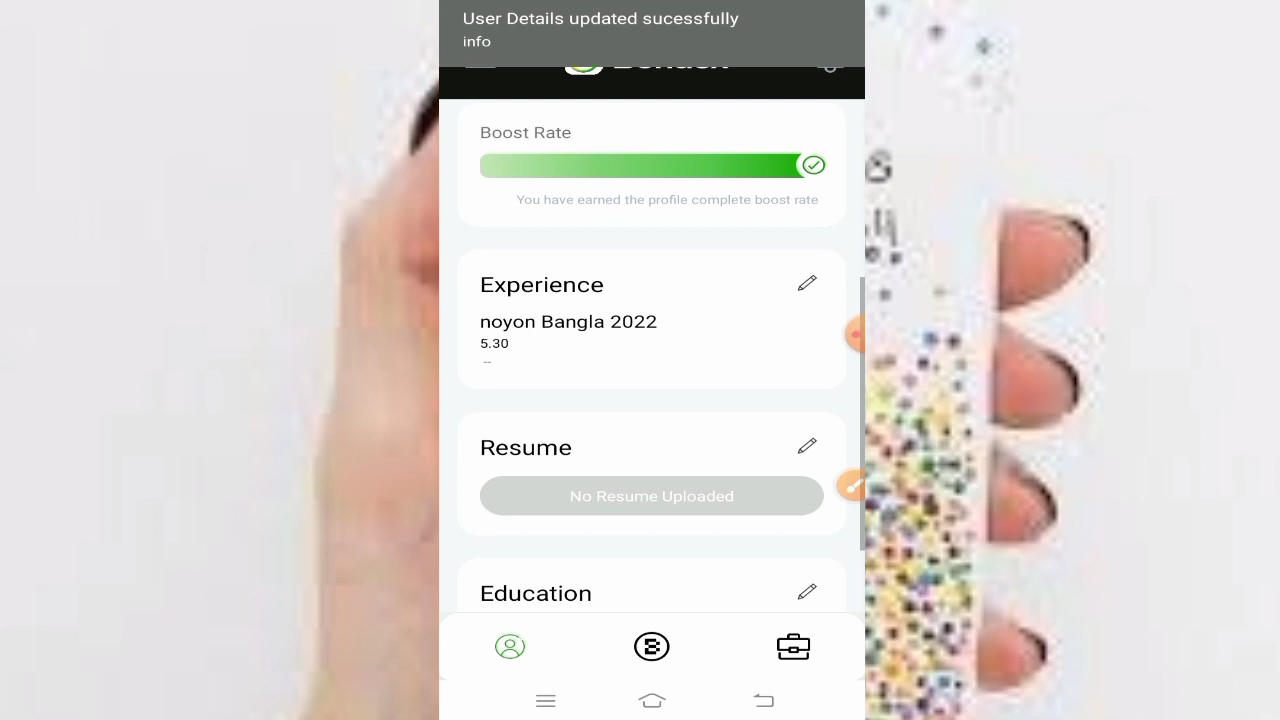 User Details updated sucessfully
info
Boost Rate
You have earned the profile complete boost rate
Experience
noyon Bangla 2022
5.30
--
Resume
No Resume Uploaded
Education